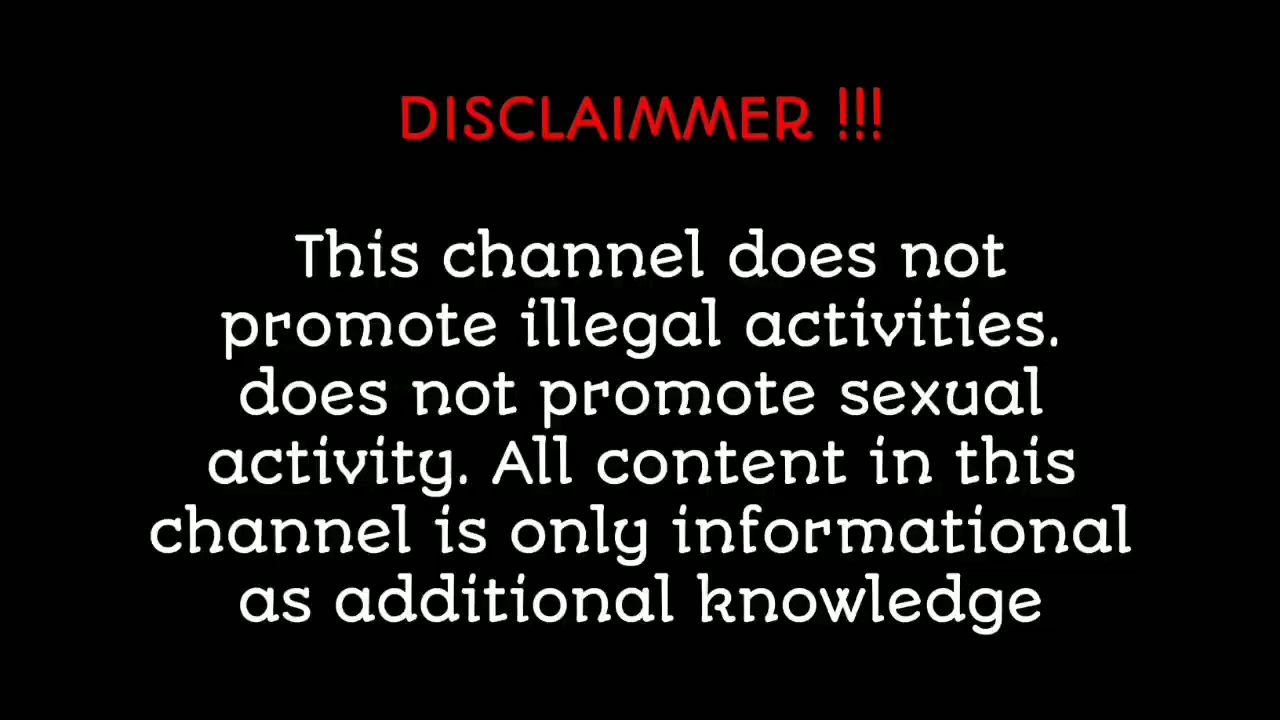 DISCLAIMMER !!!
This channel does not
promote illegal activities.
does not promote sexual
activity. All content in this
channel is only informational
as additional knowledge